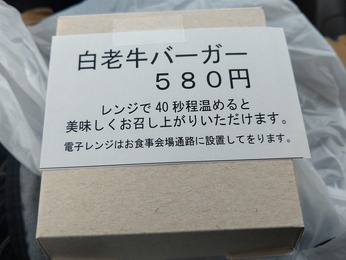 白老牛バーガー
５８０円
レンジで40秒程温めると
美味しくお召し上がりいただけます。
電子レンジはお食事会場通路に設置してをります。